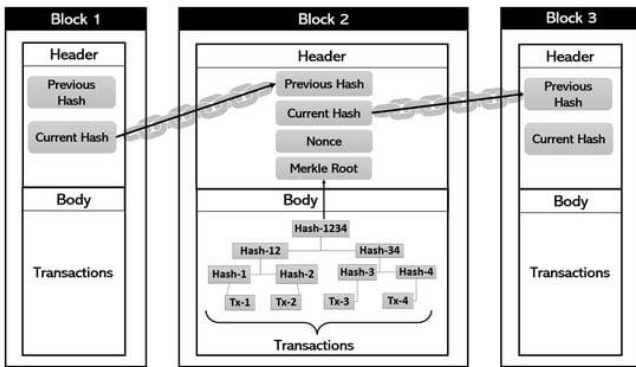 Block 1
Header
Previous
Hash
Current Hash
Body
Transactions
Block 2
Header
Previous Hash
Current Hash
Nonce
Merkle Root
Body
Hash-1234
Hash-12 Hash-34
Hash-1 Hash-2 Hash-3 Hash-4
Tx-1 Tx-2 Tx-3 Tx-4
Transactions
Block 3
Header
Previous
Hash
Current Hash
Body
Transactions